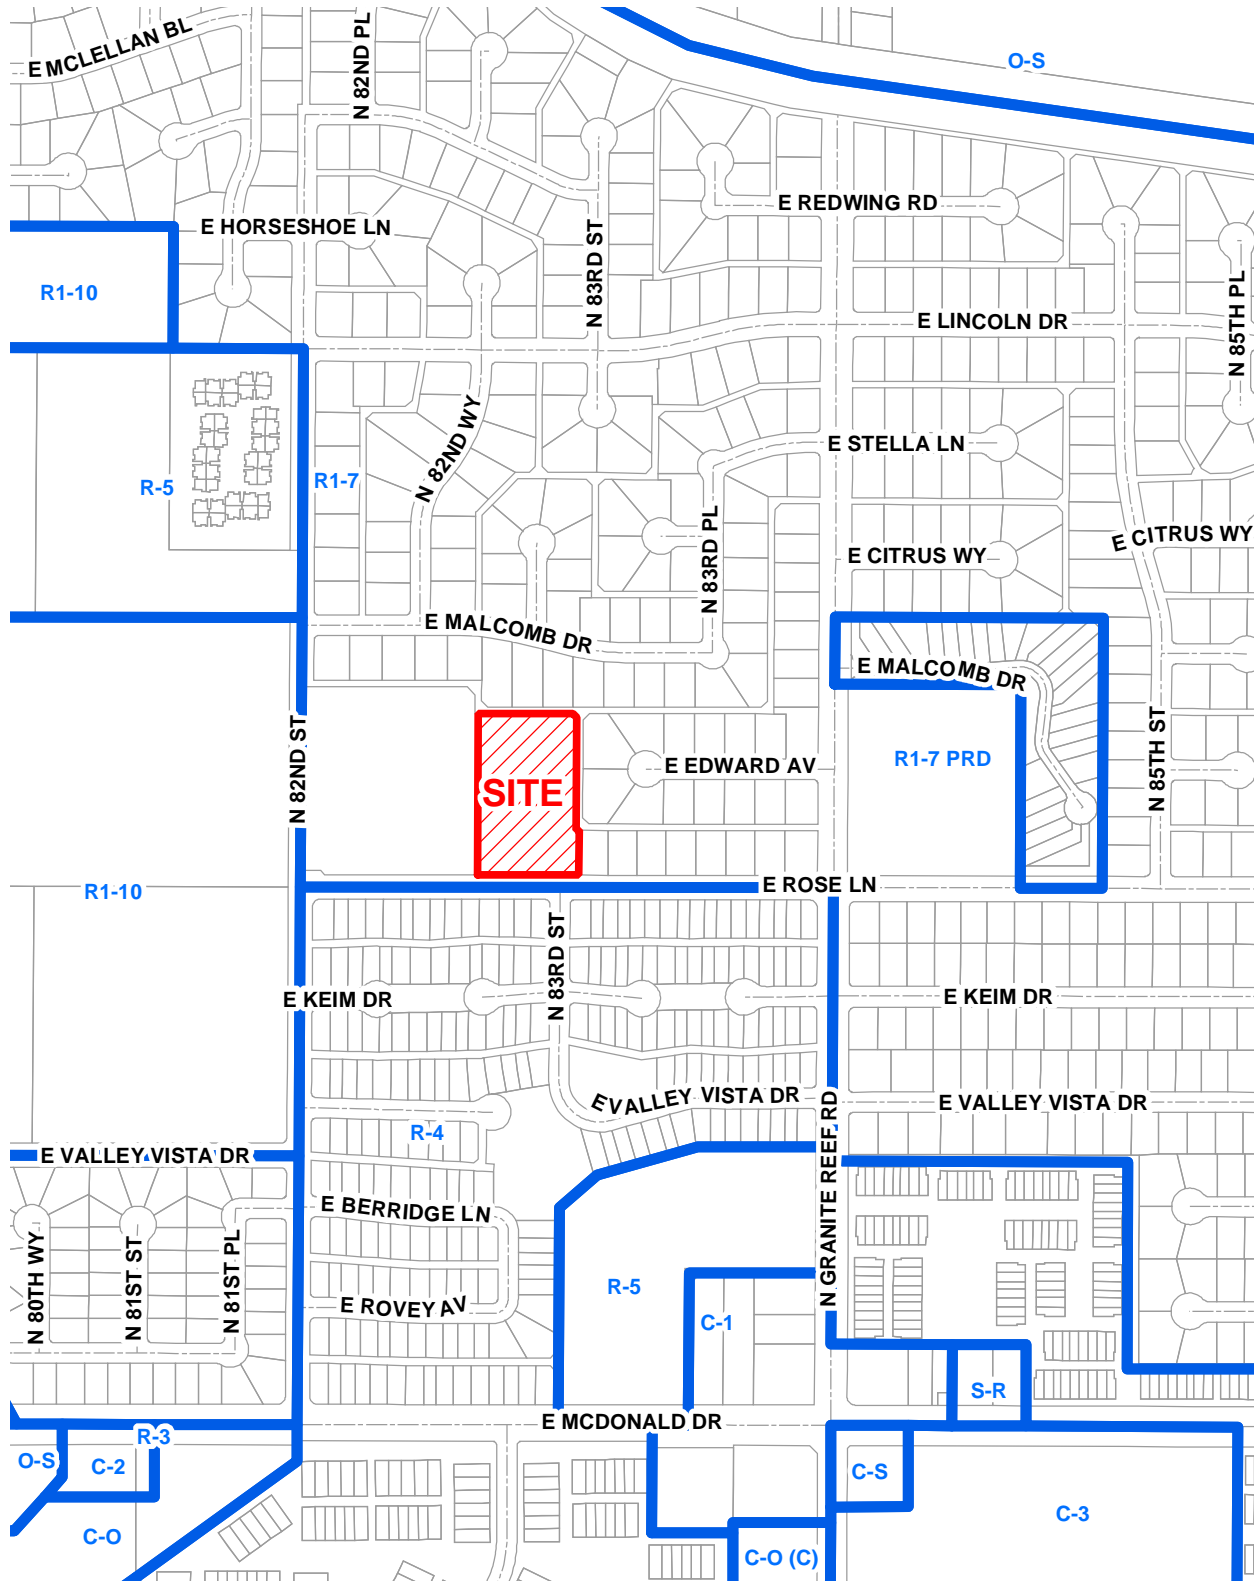 E MCLELLAN BL
N 82ND PL
O-S
E REDWING RD
E HORSESHOE LN
N 83RD ST
R1-10
E LINCOLN DR
N 85TH PL
N 82ND WY
E STELLA LN
R-5
R1-7
E CITRUS WY
E CITRUS WY
N 83RD PL
E MALCOMB DR
E MALCOMB DR
N 82ND ST
SITE
E EDWARD AV
R1-7 PRD
N 85TH ST
R1-10
E ROSE LN
N 83RD ST
E KEIM DR
E KEIM DR
E VALLEY VISTA DR
E VALLEY VISTA DR
R-4
E VALLEY VISTA DR
N GRANITE REEF RD
E BERRIDGE LN
N 80TH WY
N 81ST ST
N 81ST PL
R-5
E ROVEY AV
C-1
S-R
E MCDONALD DR
R-3
O-S
C-2
C-S
C-3
C-O
C-O (C)